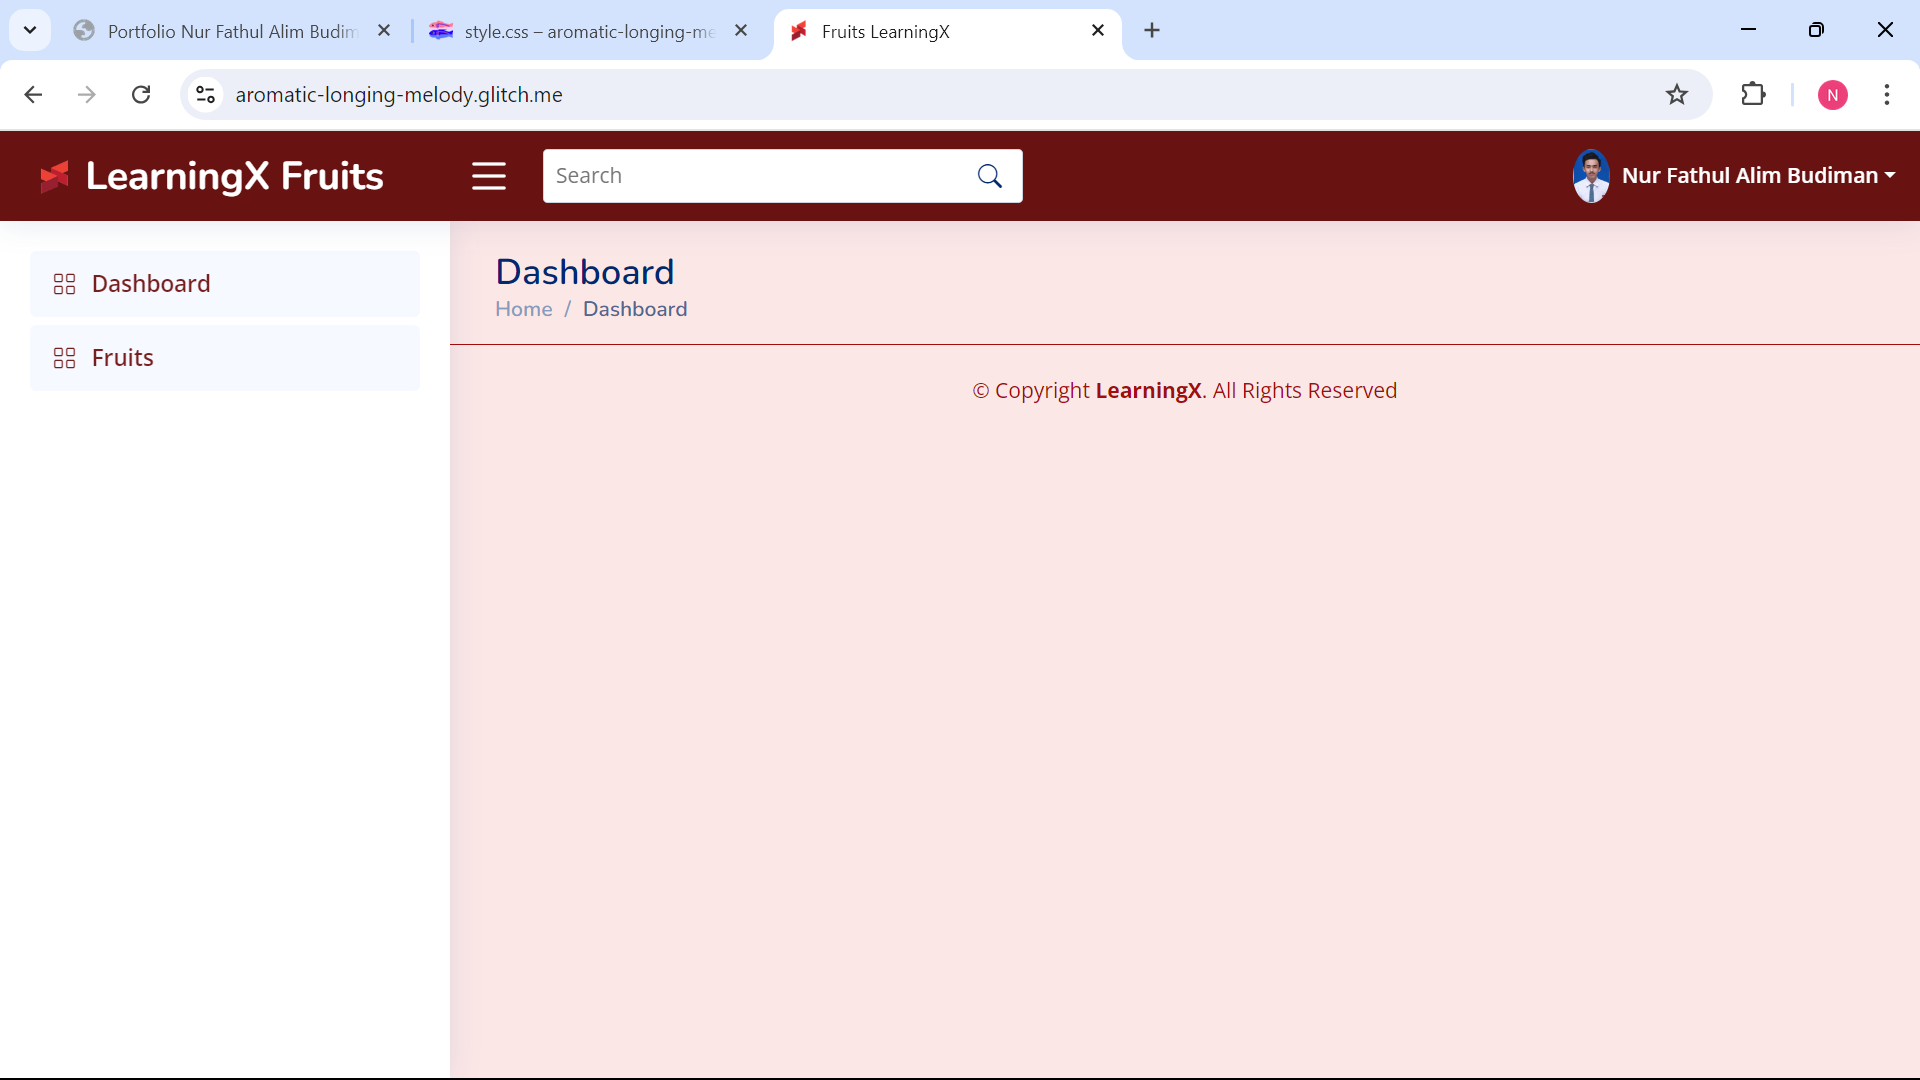 Portfolio Nur Fathul Alim Budim
style.css – aromatic-longing-me
Fruits LearningX
aromatic-longing-melody.glitch.me
N
LearningX Fruits
Search
Nur Fathul Alim Budiman
Dashboard
Fruits
Dashboard
Home / Dashboard
© Copyright LearningX. All Rights Reserved